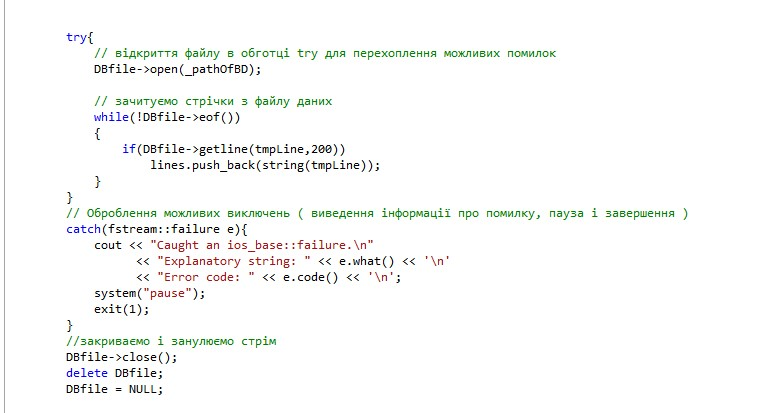 try{
// відкриття файлу в обготці try для перехоплення можливих помилок
DBfile->open(_pathOfBD);
// зачитуємо стрічки з файлу даних
while(!DBfile->eof())
{
if(DBfile->getline(tmpLine,200))
lines.push_back(string(tmpLine));
}
}
// Оброблення можливих виключень ( виведення інформації про помилку, пауза і завершення )
catch(fstream::failure e){
cout << "Caught an ios_base::failure.\n"
<< "Explanatory string: " << e.what() << '\n'
<< "Error code: " << e.code() << '\n';
system("pause");
exit(1);
}
//закриваємо і занулюємо стрім
DBfile->close();
delete DBfile;
DBfile = NULL;